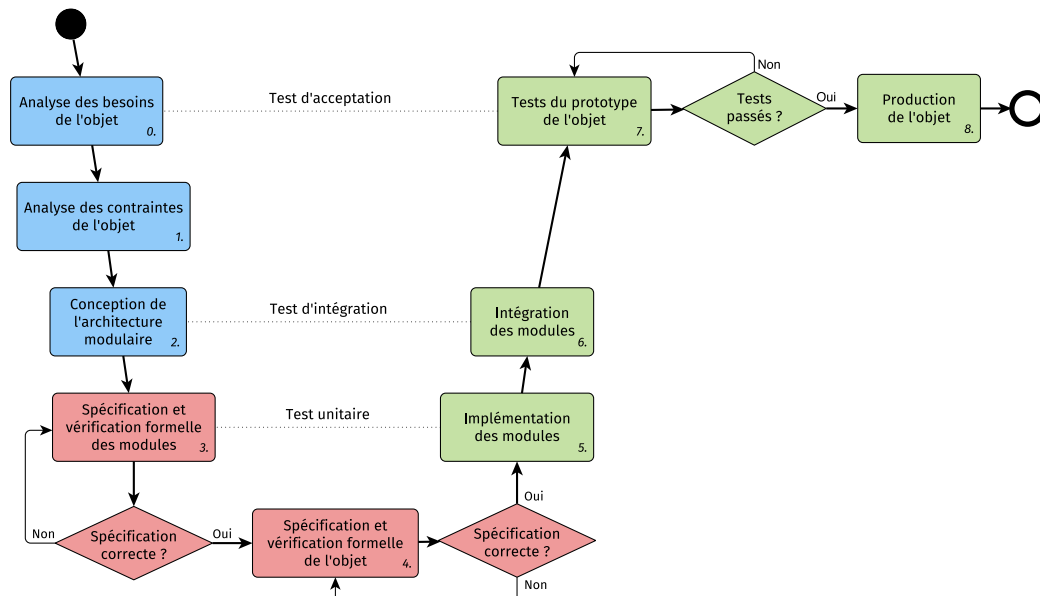 Analyse des besoins
de l'objet
0.
Test d'acceptation
Tests du prototype
de l'objet
7.
Non
Tests
passés ?
Oui
Production
de l'objet
8.
Analyse des contraintes
de l'objet
1.
Conception de
l'architecture
modulaire
2.
Test d'intégration
Intégration
des modules
6.
Spécification et
vérification formelle
des modules
3.
Test unitaire
Implémentation
des modules
5.
Non
Spécification
correcte ?
Oui
Spécification et
vérification formelle
de l'objet
4.
Oui
Spécification
correcte ?
Non